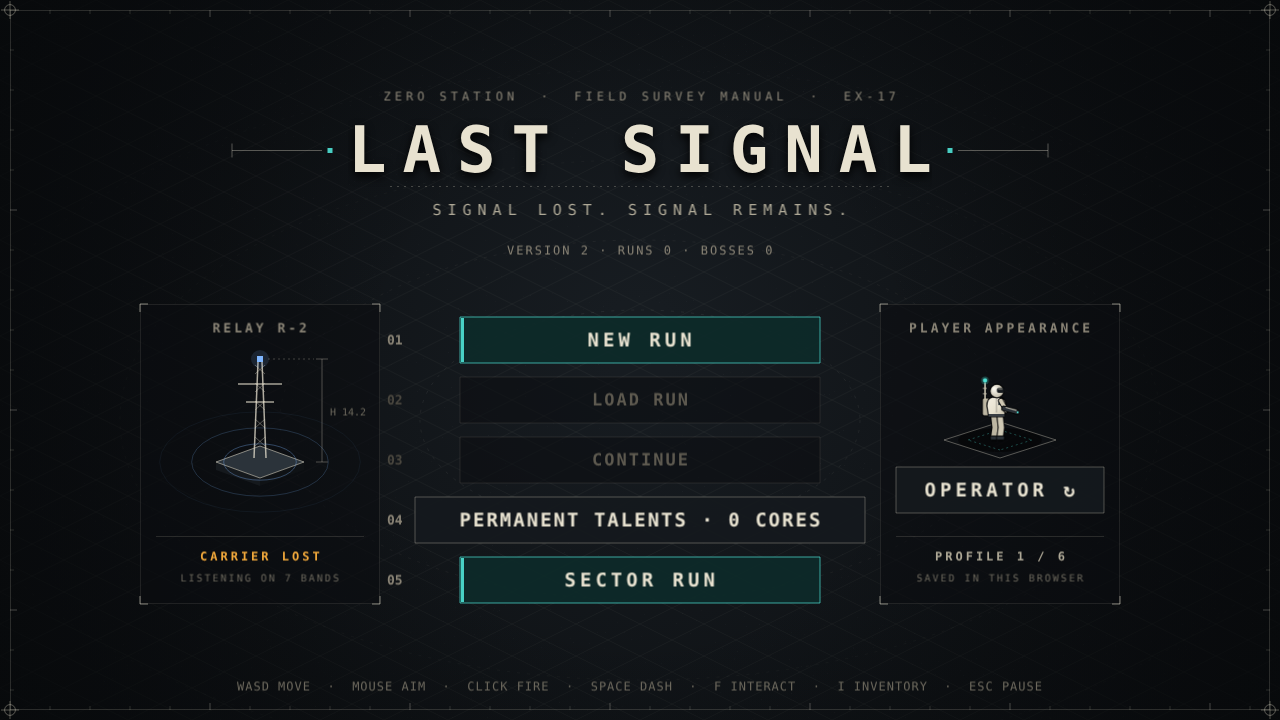 ZERO STATION · FIELD SURVEY MANUAL · EX-17
LAST SIGNAL
SIGNAL LOST. SIGNAL REMAINS.
VERSION 2 · RUNS 0 · BOSSES 0
RELAY R-2
H 14.2
CARRIER LOST
LISTENING ON 7 BANDS
01 NEW RUN
02 LOAD RUN
03 CONTINUE
04 PERMANENT TALENTS · 0 CORES
05 SECTOR RUN
PLAYER APPEARANCE
OPERATOR ↻
PROFILE 1 / 6
SAVED IN THIS BROWSER
WASD MOVE · MOUSE AIM · CLICK FIRE · SPACE DASH · F INTERACT · I INVENTORY · ESC PAUSE